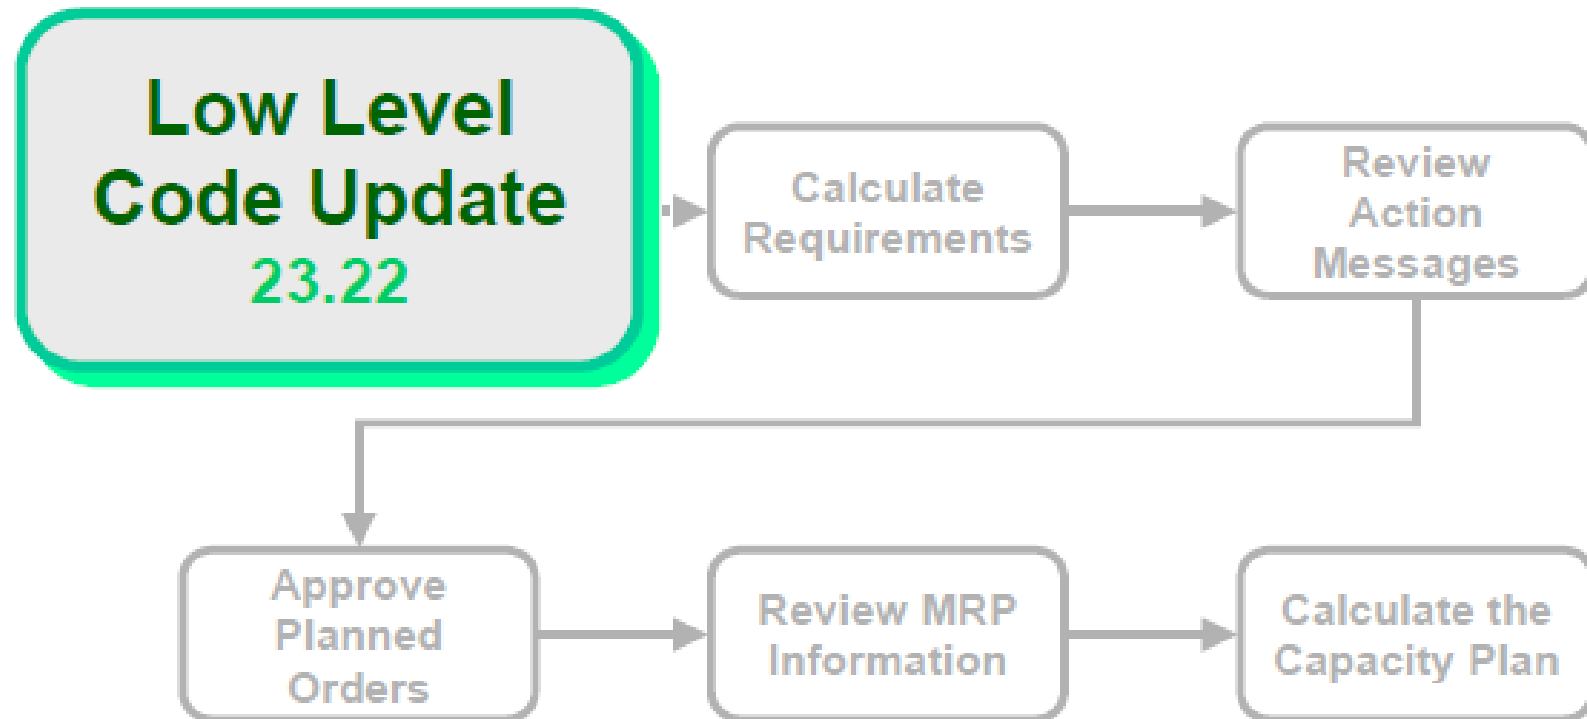 Low Level
Code Update
23.22
Calculate
Requirements
Review
Action
Messages
Approve
Planned
Orders
Review MRP
Information
Calculate the
Capacity Plan